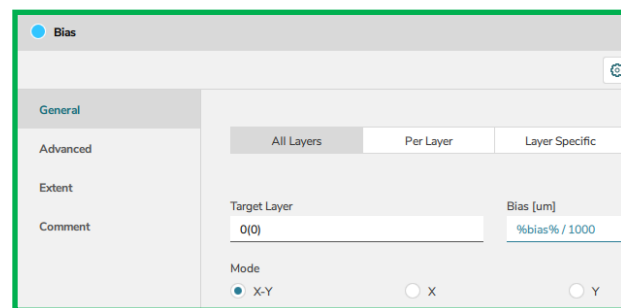 Bias
General
Advanced
Extent
Comment
All Layers Per Layer Layer Specific
Target Layer Bias [um]
0(0) %bias% / 1000
Mode
X-Y X Y